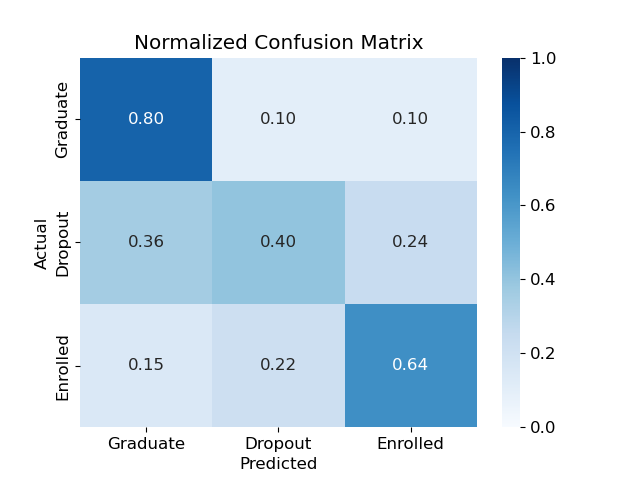 Normalized Confusion Matrix
Actual
Graduate
0.80
0.10
0.10
Dropout
0.36
0.40
0.24
Enrolled
0.15
0.22
0.64
Graduate
Dropout
Enrolled
Predicted
1.0
0.8
0.6
0.4
0.2
0.0